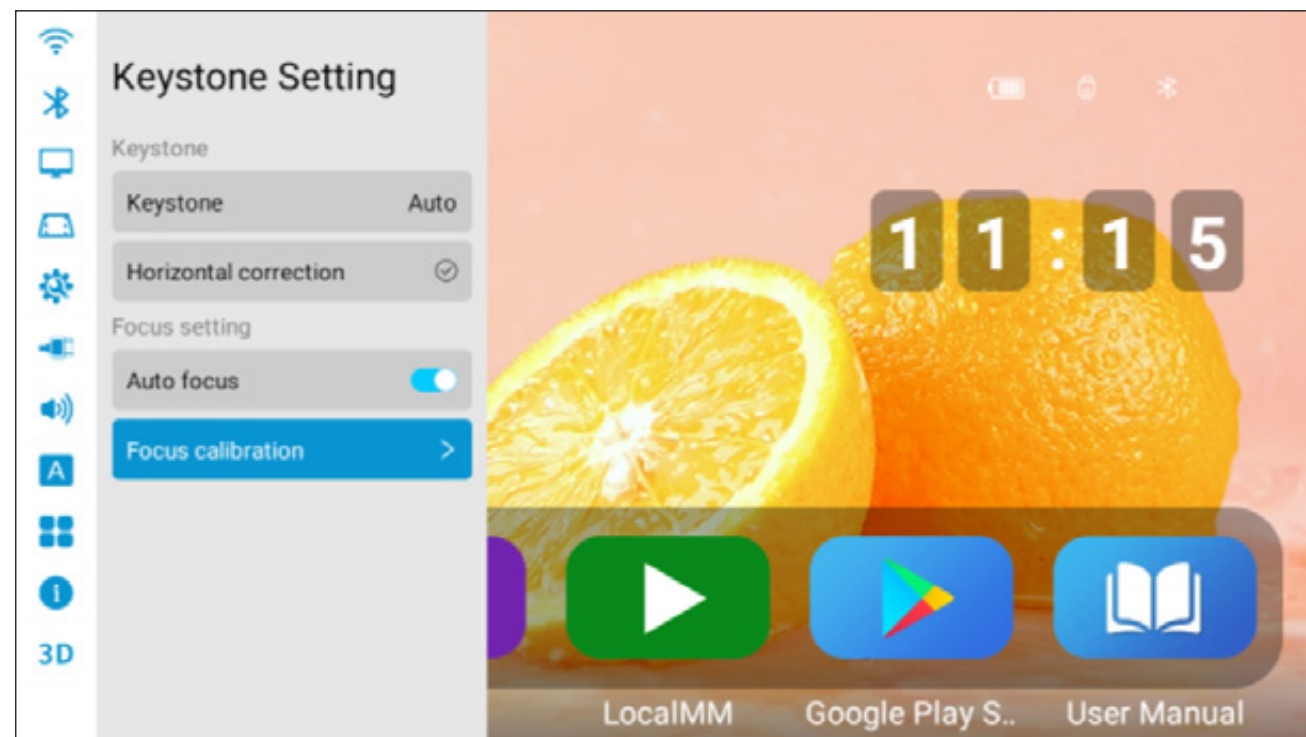 Keystone Setting
Keystone
Keystone Auto
Horizontal correction
Focus setting
Auto focus
Focus calibration >
A
3D
11:15
LocalMM
Google Play S..
User Manual